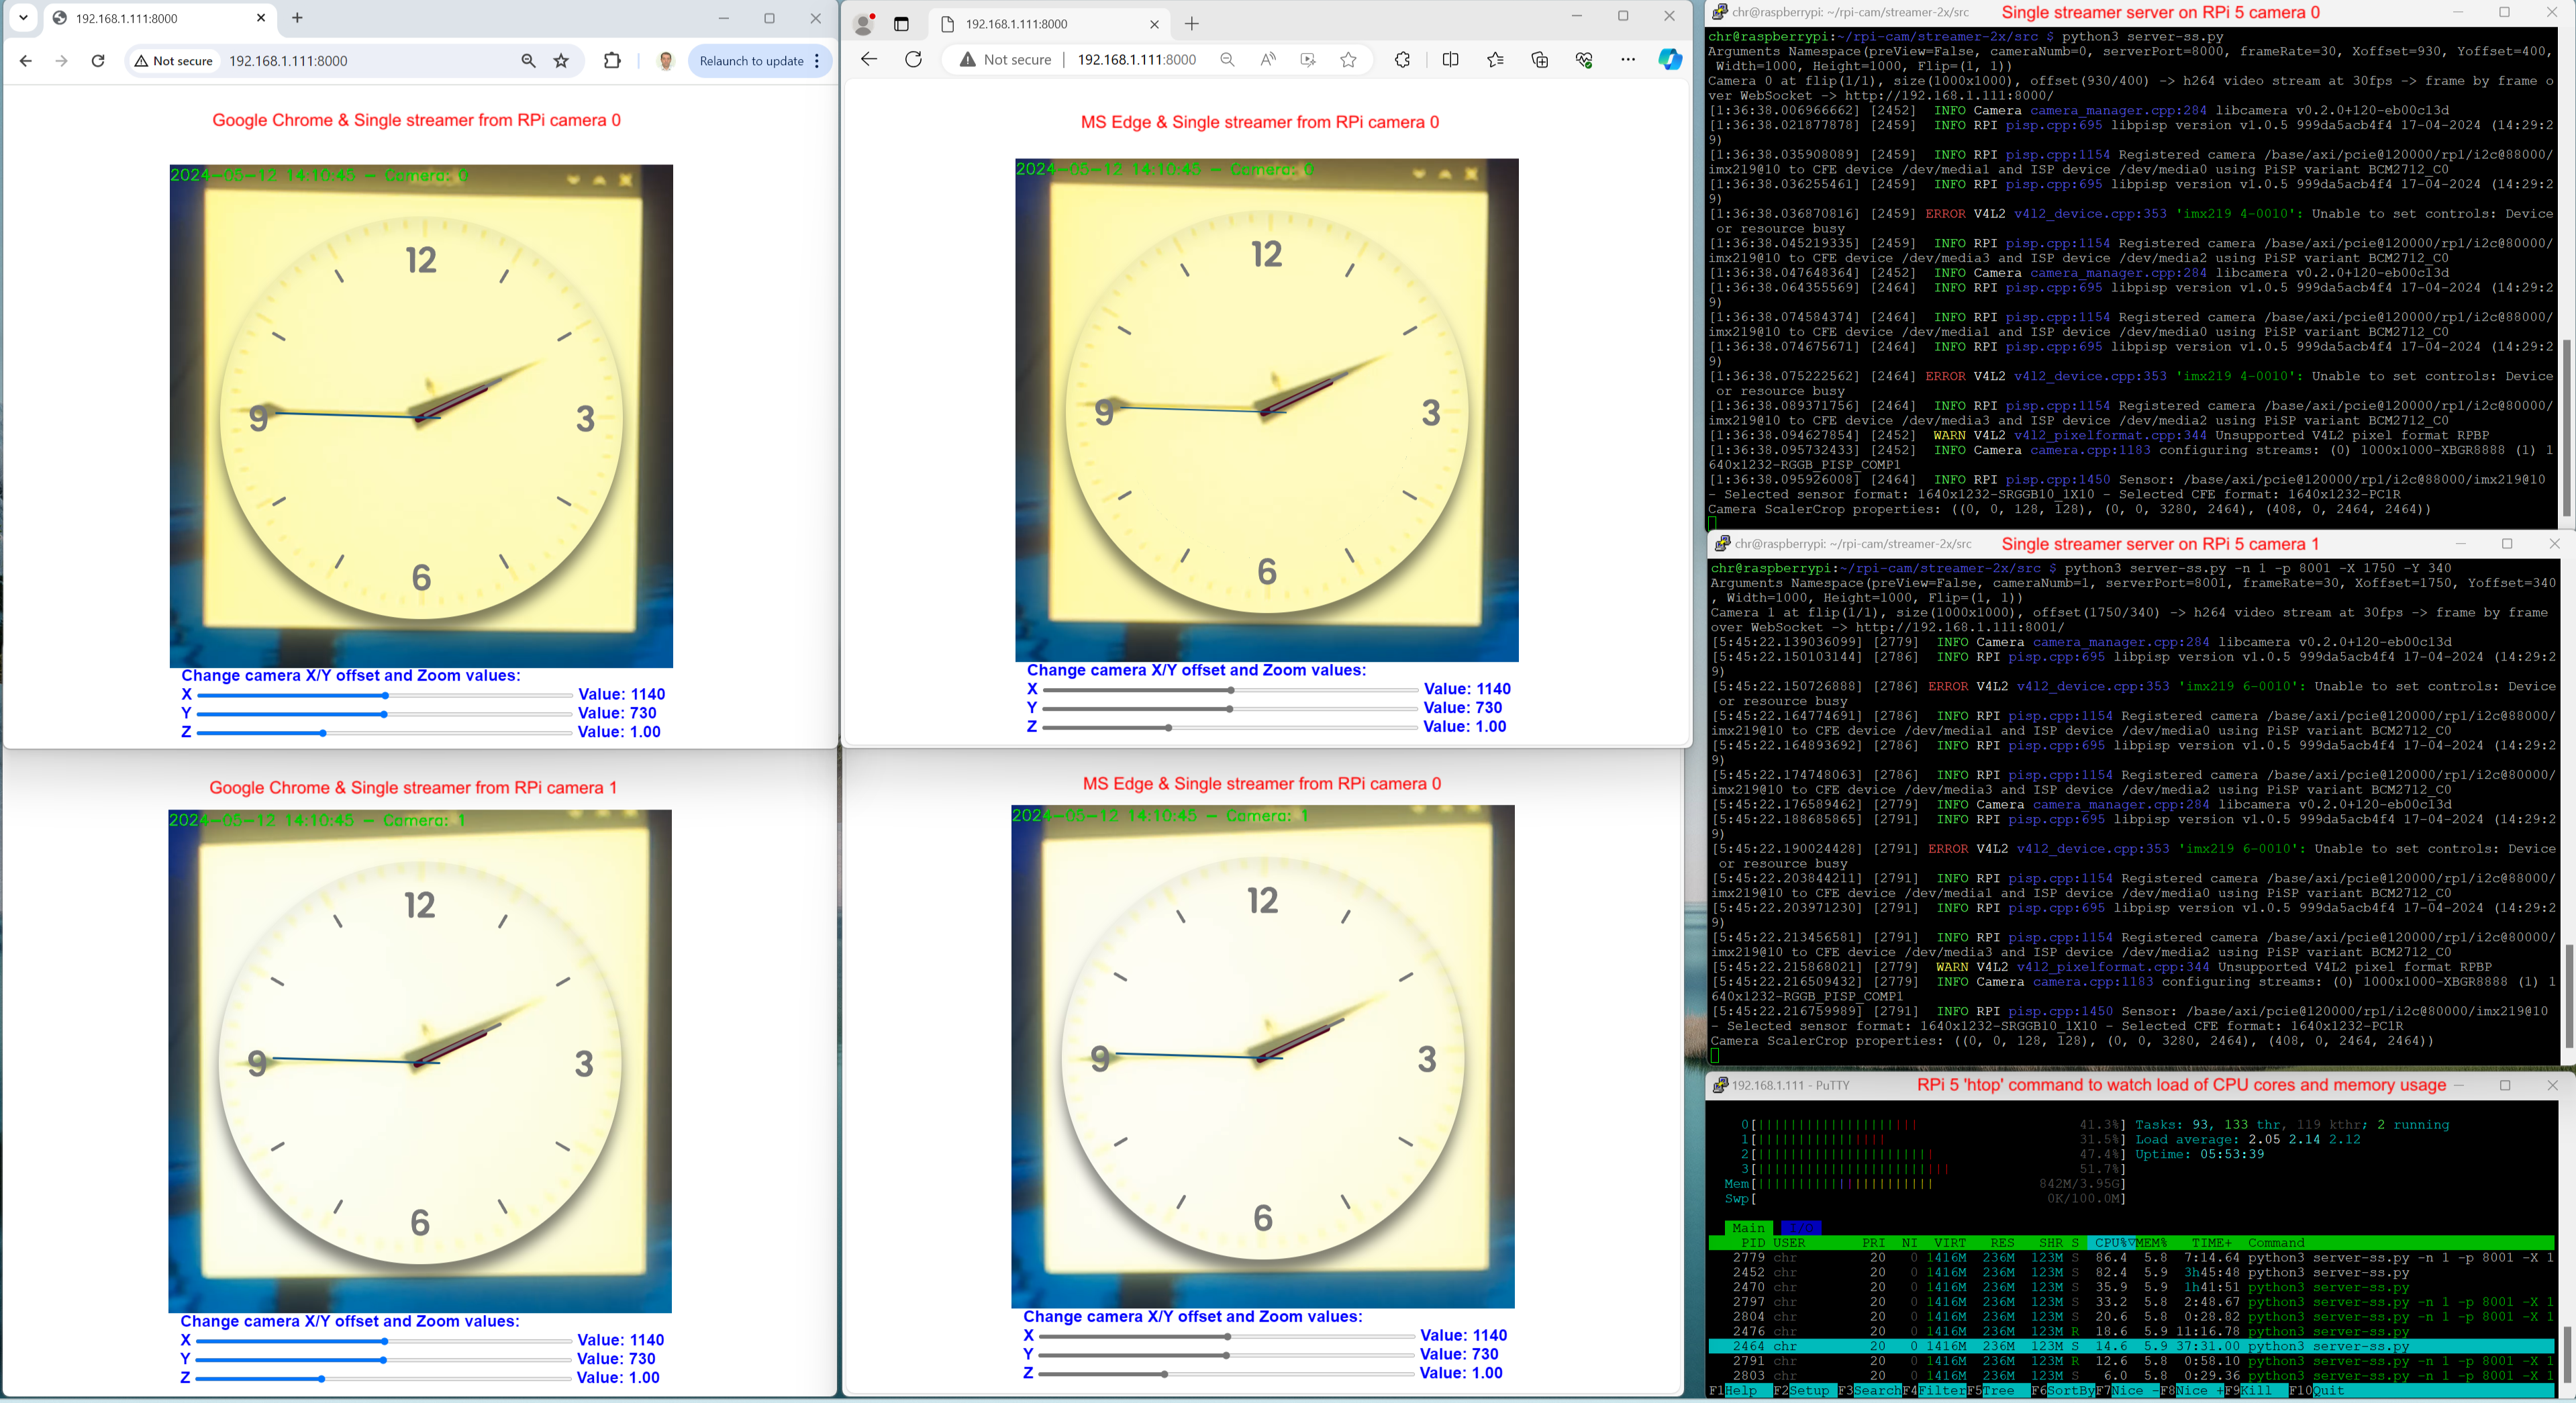 192.168.1.111:8000
Not secure
192.168.1.111:8000
Relaunch to update
Google Chrome & Single streamer from RPi camera 0
2024-05-12 14:10:45 - Camera: 0
12
9
3
6
Change camera X/Y offset and Zoom values:
X Value: 1140
Y Value: 730
Z Value: 1.00
192.168.1.111:8000
Not secure
192.168.1.111:8000
MS Edge & Single streamer from RPi camera 0
2024-05-12 14:10:45 - Camera: 0
12
9
3
6
Change camera X/Y offset and Zoom values:
X Value: 1140
Y Value: 730
Z Value: 1.00
Google Chrome & Single streamer from RPi camera 1
2024-05-12 14:10:45 - Camera: 1
12
9
3
6
Change camera X/Y offset and Zoom values:
X Value: 1140
Y Value: 730
Z Value: 1.00
MS Edge & Single streamer from RPi camera 0
2024-05-12 14:10:45 - Camera: 1
12
9
3
6
Change camera X/Y offset and Zoom values:
X Value: 1140
Y Value: 730
Z Value: 1.00
chr@raspberrypi: ~/rpi-cam/streamer-2x/src Single streamer server on RPi 5 camera 0
chr@raspberrypi:~/rpi-cam/streamer-2x/src $ python3 server-ss.py
Arguments Namespace(preView=False, cameraNumb=0, serverPort=8000, frameRate=30, Xoffset=930, Yoffset=400,
Width=1000, Height=1000, Flip=(1, 1))
Camera 0 at flip(1/1), size(1000x1000), offset(930/400) -> h264 video stream at 30fps -> frame by frame o
ver WebSocket -> http://192.168.1.111:8000/
[1:36:38.006966662] [2452] INFO Camera camera_manager.cpp:284 libcamera v0.2.0+120-eb00c13d
[1:36:38.021877878] [2459] INFO RPI pisp.cpp:695 libpisp version v1.0.5 999da5acb4f4 17-04-2024 (14:29:2
9)
[1:36:38.035908089] [2459] INFO RPI pisp.cpp:1154 Registered camera /base/axi/pcie@120000/rp1/i2c@88000/
imx219@10 to CFE device /dev/media1 and ISP device /dev/media0 using PiSP variant BCM2712_C0
[1:36:38.036255461] [2459] INFO RPI pisp.cpp:695 libpisp version v1.0.5 999da5acb4f4 17-04-2024 (14:29:2
9)
[1:36:38.036870816] [2459] ERROR V4L2 v4l2_device.cpp:353 'imx219 4-0010': Unable to set controls: Device
or resource busy
[1:36:38.045219335] [2459] INFO RPI pisp.cpp:1154 Registered camera /base/axi/pcie@120000/rp1/i2c@80000/
imx219@10 to CFE device /dev/media3 and ISP device /dev/media2 using PiSP variant BCM2712_C0
[1:36:38.047648364] [2452] INFO Camera camera_manager.cpp:284 libcamera v0.2.0+120-eb00c13d
[1:36:38.064355569] [2464] INFO RPI pisp.cpp:695 libpisp version v1.0.5 999da5acb4f4 17-04-2024 (14:29:2
9)
[1:36:38.074584374] [2464] INFO RPI pisp.cpp:1154 Registered camera /base/axi/pcie@120000/rp1/i2c@88000/
imx219@10 to CFE device /dev/media1 and ISP device /dev/media0 using PiSP variant BCM2712_C0
[1:36:38.074675671] [2464] INFO RPI pisp.cpp:695 libpisp version v1.0.5 999da5acb4f4 17-04-2024 (14:29:2
9)
[1:36:38.075222562] [2464] ERROR V4L2 v4l2_device.cpp:353 'imx219 4-0010': Unable to set controls: Device
or resource busy
[1:36:38.089371756] [2464] INFO RPI pisp.cpp:1154 Registered camera /base/axi/pcie@120000/rp1/i2c@80000/
imx219@10 to CFE device /dev/media3 and ISP device /dev/media2 using PiSP variant BCM2712_C0
[1:36:38.094627854] [2452] WARN V4L2 v4l2_pixelformat.cpp:344 Unsupported V4L2 pixel format RPBP
[1:36:38.095732433] [2452] INFO Camera camera.cpp:1183 configuring streams: (0) 1000x1000-XBGR8888 (1) 1
640x1232-RGGB_PISP_COMP1
[1:36:38.095926008] [2464] INFO RPI pisp.cpp:1450 Sensor: /base/axi/pcie@120000/rp1/i2c@88000/imx219@10
- Selected sensor format: 1640x1232-SRGGB10_1X10 - Selected CFE format: 1640x1232-PC1R
Camera ScalerCrop properties: ((0, 0, 128, 128), (0, 0, 3280, 2464), (408, 0, 2464, 2464))
chr@raspberrypi: ~/rpi-cam/streamer-2x/src Single streamer server on RPi 5 camera 1
chr@raspberrypi:~/rpi-cam/streamer-2x/src $ python3 server-ss.py -n 1 -p 8001 -X 1750 -Y 340
Arguments Namespace(preView=False, cameraNumb=1, serverPort=8001, frameRate=30, Xoffset=1750, Yoffset=340
, Width=1000, Height=1000, Flip=(1, 1))
Camera 1 at flip(1/1), size(1000x1000), offset(1750/340) -> h264 video stream at 30fps -> frame by frame
over WebSocket -> http://192.168.1.111:8001/
[5:45:22.139036099] [2779] INFO Camera camera_manager.cpp:284 libcamera v0.2.0+120-eb00c13d
[5:45:22.150103144] [2786] INFO RPI pisp.cpp:695 libpisp version v1.0.5 999da5acb4f4 17-04-2024 (14:29:2
9)
[5:45:22.150726888] [2786] ERROR V4L2 v4l2_device.cpp:353 'imx219 6-0010': Unable to set controls: Device
or resource busy
[5:45:22.164774691] [2786] INFO RPI pisp.cpp:1154 Registered camera /base/axi/pcie@120000/rp1/i2c@88000/
imx219@10 to CFE device /dev/media1 and ISP device /dev/media0 using PiSP variant BCM2712_C0
[5:45:22.164893692] [2786] INFO RPI pisp.cpp:695 libpisp version v1.0.5 999da5acb4f4 17-04-2024 (14:29:2
9)
[5:45:22.174748063] [2786] INFO RPI pisp.cpp:1154 Registered camera /base/axi/pcie@120000/rp1/i2c@80000/
imx219@10 to CFE device /dev/media3 and ISP device /dev/media2 using PiSP variant BCM2712_C0
[5:45:22.176589462] [2779] INFO Camera camera_manager.cpp:284 libcamera v0.2.0+120-eb00c13d
[5:45:22.188685865] [2791] INFO RPI pisp.cpp:695 libpisp version v1.0.5 999da5acb4f4 17-04-2024 (14:29:2
9)
[5:45:22.190024428] [2791] ERROR V4L2 v4l2_device.cpp:353 'imx219 6-0010': Unable to set controls: Device
or resource busy
[5:45:22.203844211] [2791] INFO RPI pisp.cpp:1154 Registered camera /base/axi/pcie@120000/rp1/i2c@88000/
imx219@10 to CFE device /dev/media1 and ISP device /dev/media0 using PiSP variant BCM2712_C0
[5:45:22.203971230] [2791] INFO RPI pisp.cpp:695 libpisp version v1.0.5 999da5acb4f4 17-04-2024 (14:29:2
9)
[5:45:22.213456581] [2791] INFO RPI pisp.cpp:1154 Registered camera /base/axi/pcie@120000/rp1/i2c@80000/
imx219@10 to CFE device /dev/media3 and ISP device /dev/media2 using PiSP variant BCM2712_C0
[5:45:22.215868021] [2779] WARN V4L2 v4l2_pixelformat.cpp:344 Unsupported V4L2 pixel format RPBP
[5:45:22.216509432] [2779] INFO Camera camera.cpp:1183 configuring streams: (0) 1000x1000-XBGR8888 (1) 1
640x1232-RGGB_PISP_COMP1
[5:45:22.216759989] [2791] INFO RPI pisp.cpp:1450 Sensor: /base/axi/pcie@120000/rp1/i2c@80000/imx219@10
- Selected sensor format: 1640x1232-SRGGB10_1X10 - Selected CFE format: 1640x1232-PC1R
Camera ScalerCrop properties: ((0, 0, 128, 128), (0, 0, 3280, 2464), (408, 0, 2464, 2464))
192.168.1.111 - PuTTY RPi 5 'htop' command to watch load of CPU cores and memory usage
0[ 41.3%] Tasks: 93, 133 thr, 119 kthr; 2 running
1[ 31.5%] Load average: 2.05 2.14 2.12
2[ 47.4%] Uptime: 05:53:39
3[ 51.7%]
Mem[ 842M/3.95G]
Swp[ 0K/100.0M]
Main I/O
PID USER PRI NI VIRT RES SHR S CPU%▽MEM% TIME+ Command
2779 chr 20 0 1416M 236M 123M S 86.4 5.8 7:14.64 python3 server-ss.py -n 1 -p 8001 -X 1
2452 chr 20 0 1416M 236M 123M S 82.4 5.9 3h45:48 python3 server-ss.py
2470 chr 20 0 1416M 236M 123M S 35.9 5.9 1h41:51 python3 server-ss.py
2797 chr 20 0 1416M 236M 123M S 33.2 5.8 2:48.67 python3 server-ss.py -n 1 -p 8001 -X 1
2804 chr 20 0 1416M 236M 123M S 20.6 5.8 0:28.82 python3 server-ss.py -n 1 -p 8001 -X 1
2476 chr 20 0 1416M 236M 123M R 18.6 5.9 11:16.78 python3 server-ss.py
2464 chr 20 0 1416M 236M 123M S 14.6 5.9 37:31.00 python3 server-ss.py
2791 chr 20 0 1416M 236M 123M R 12.6 5.8 0:58.10 python3 server-ss.py -n 1 -p 8001 -X 1
2803 chr 20 0 1416M 236M 123M S 6.0 5.8 0:29.36 python3 server-ss.py -n 1 -p 8001 -X 1
F1Help F2Setup F3SearchF4FilterF5Tree F6SortByF7Nice -F8Nice +F9Kill F10Quit